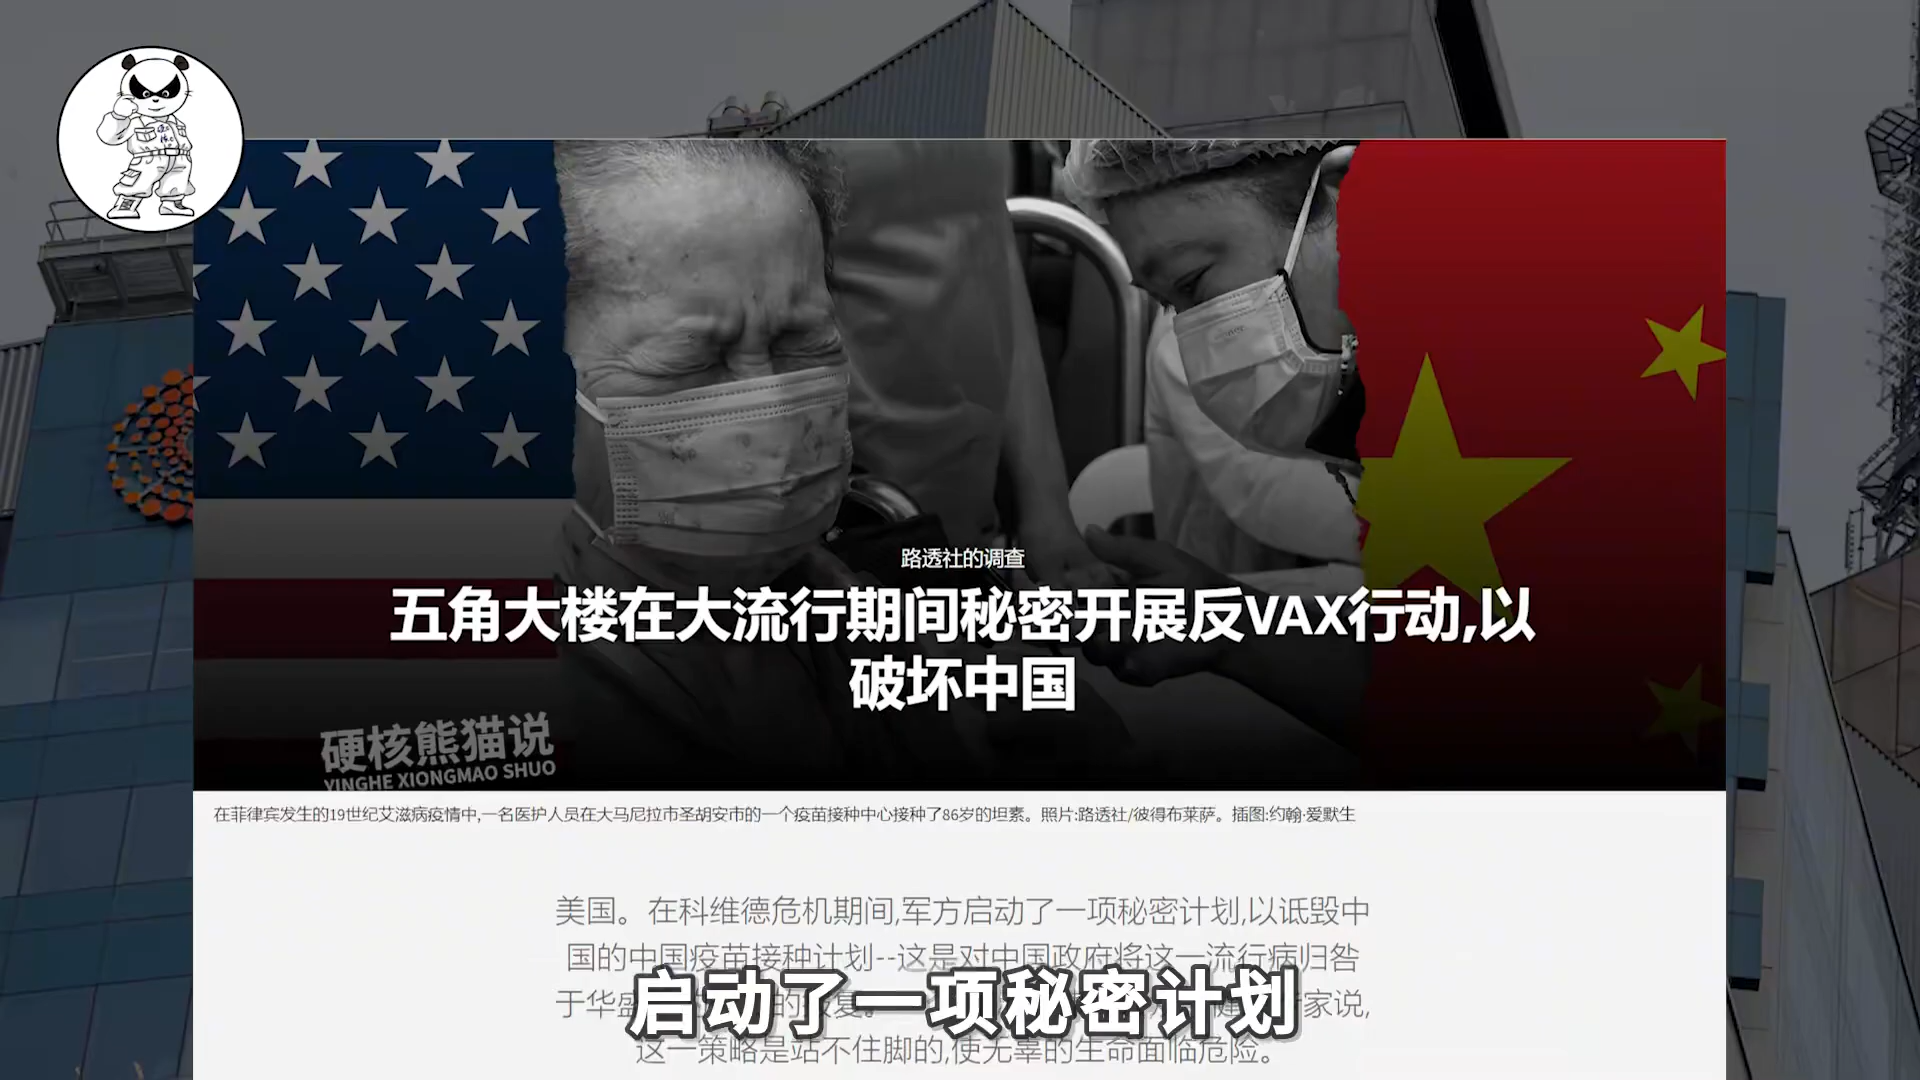 路透社的调查
五角大楼在大流行期间秘密开展反VAX行动,以
破坏中国
硬核熊猫说
YINGHE XIONGMAO SHUO
在菲律宾发生的19世纪艾滋病疫情中,一名医护人员在大马尼拉市圣胡安市的一个疫苗接种中心接种了86岁的坦素。照片:路透社/彼得布莱萨。插图:约翰·爱默生
美国。在科维德危机期间,军方启动了一项秘密计划,以诋毁中
国的中国疫苗接种计划--这是对中国政府将这一流行病归咎
于华盛
家说,
启动了一项秘密计划
这一策略是站不住脚的,使无辜的生命面临危险。